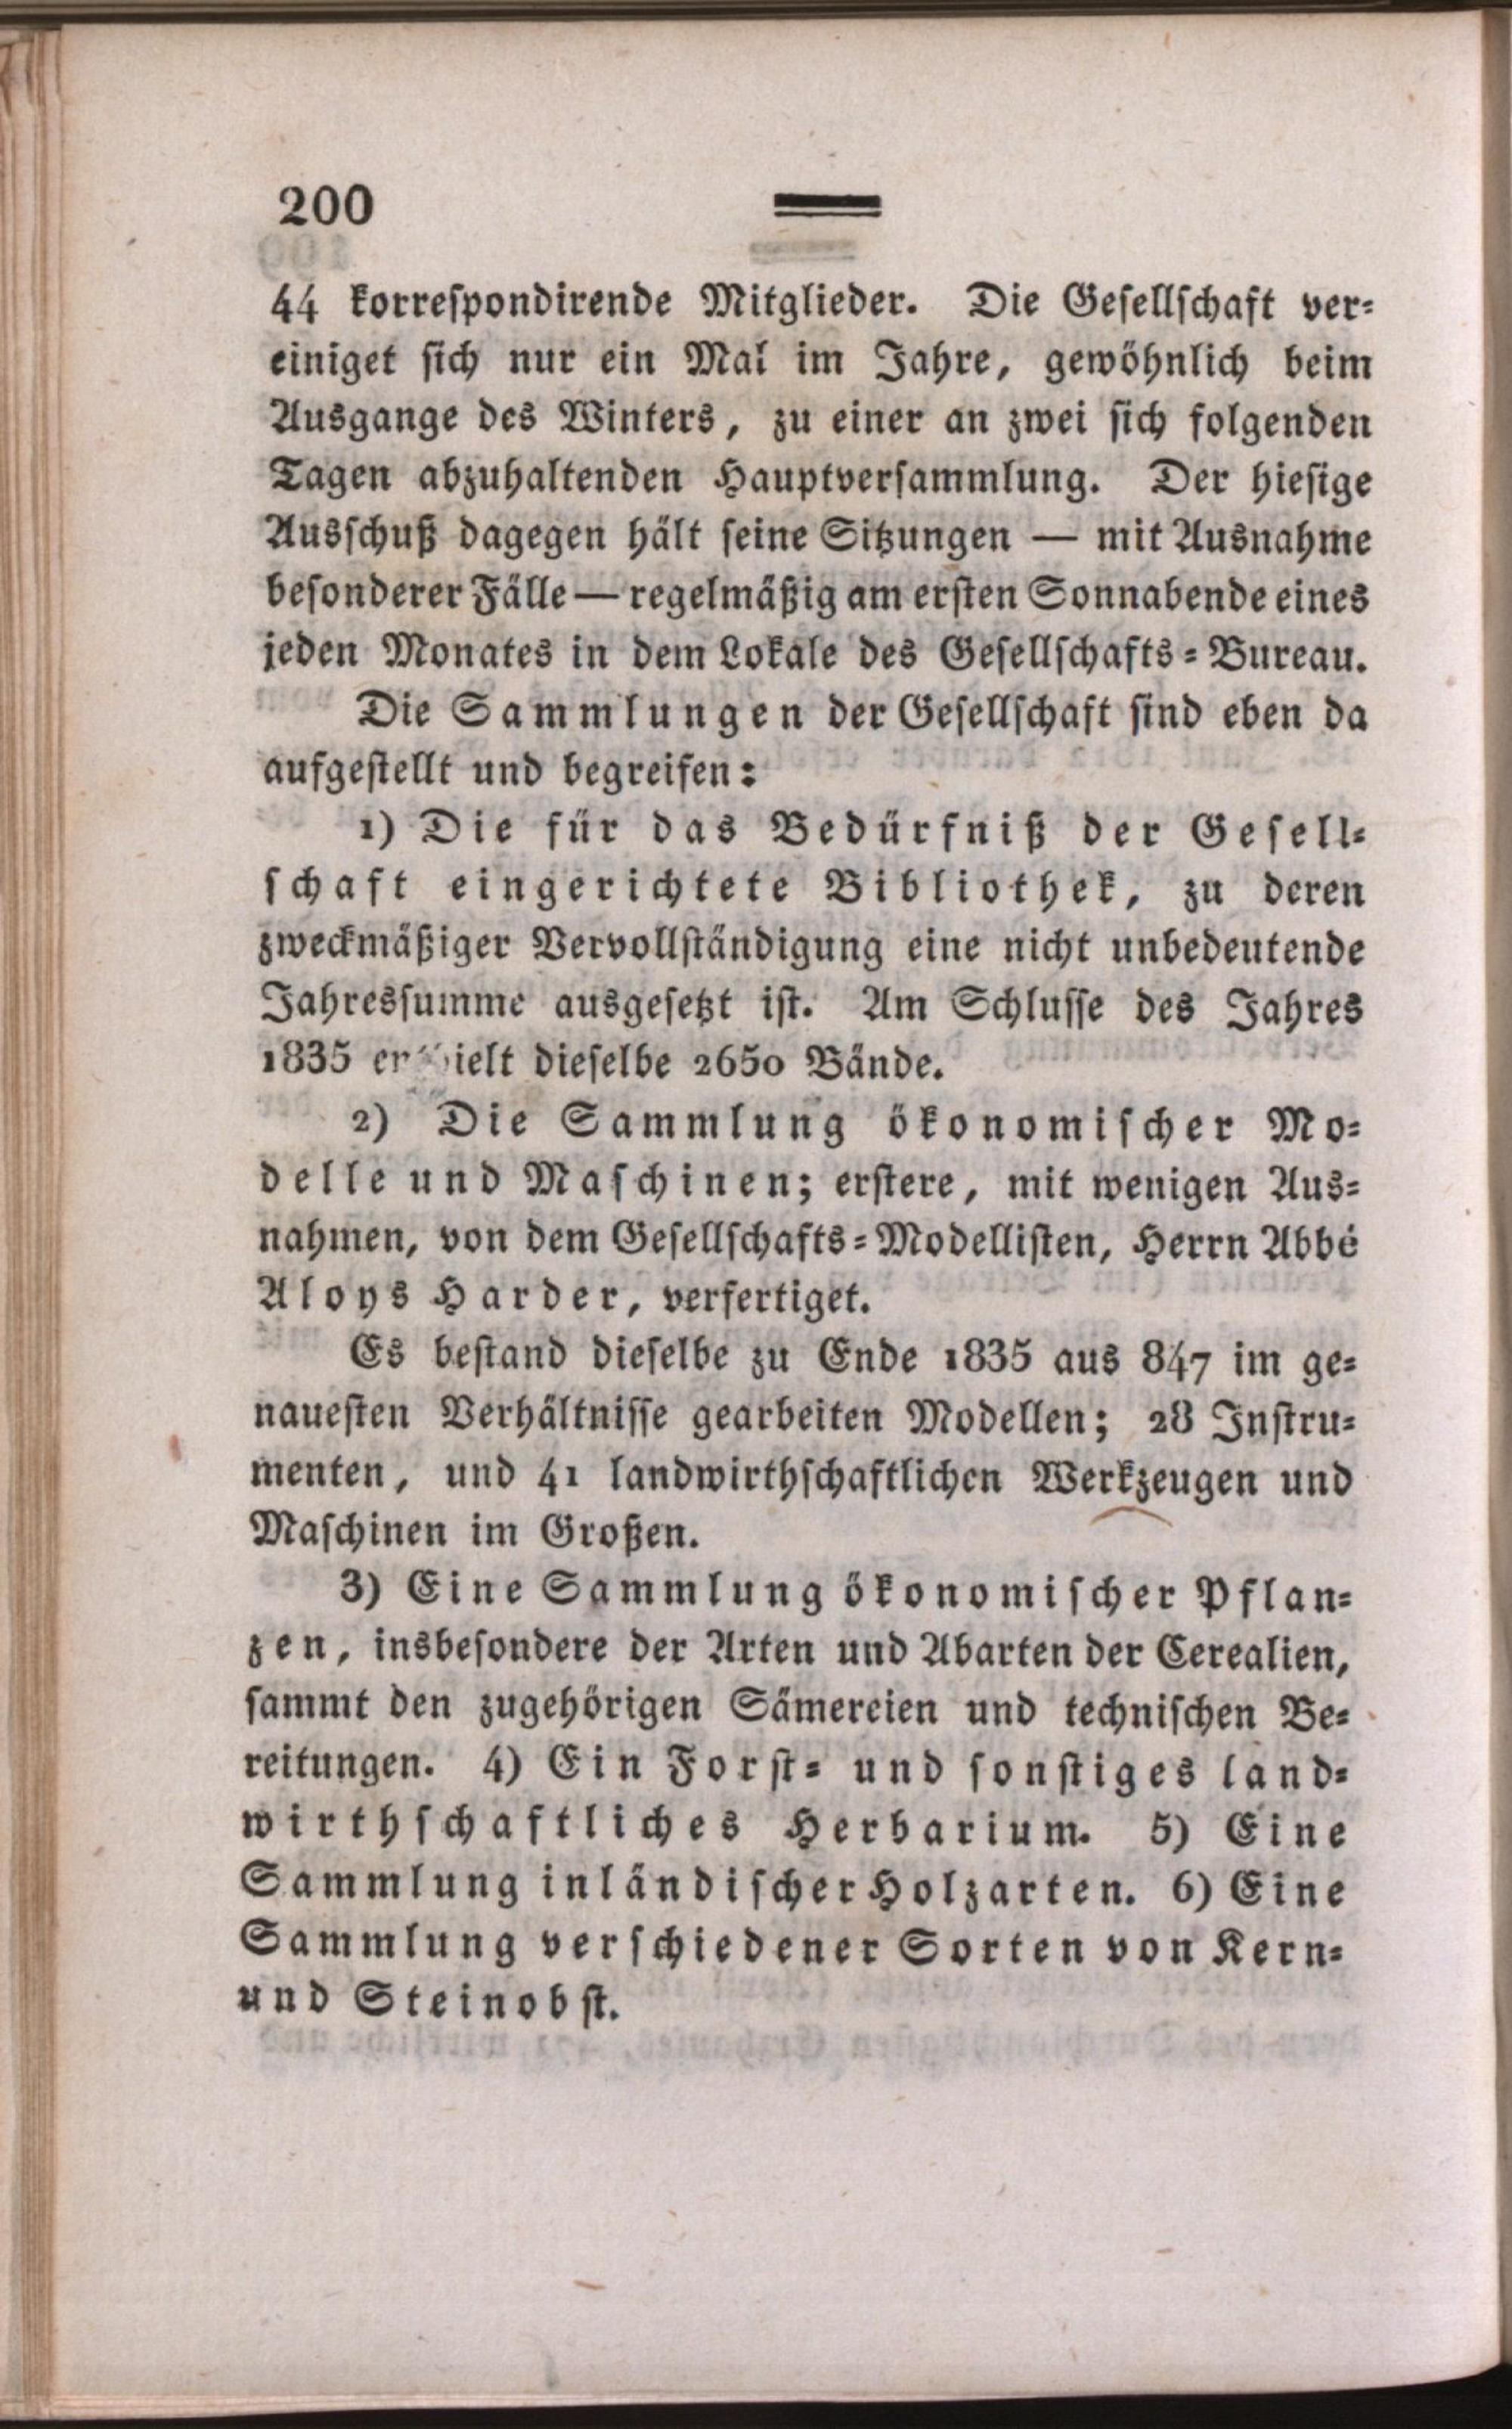 200
44 korrespondirende Mitglieder. Die Gesellschaft ver-
einiget sich nur ein Mal im Jahre, gewöhnlich beim
Ausgange des Winters, zu einer an zwei sich folgenden
Tagen abzuhaltenden Hauptversammlung. Der hiesige
Ausschuß dagegen hält seine Sitzungen — mit Ausnahme
besonderer Fälle — regelmäßig am ersten Sonnabende eines
jeden Monates in dem Lokale des Gesellschafts-Bureau.
Die Sammlungen der Gesellschaft sind eben da
aufgestellt und begreifen:
1) Die für das Bedürfniß der Gesell-
schaft eingerichtete Bibliothek, zu deren
zweckmäßiger Vervollständigung eine nicht unbedeutende
Jahressumme ausgesetzt ist. Am Schlusse des Jahres
1835 dieselbe 2650 Bände.
2) Die Sammlung ökonomischer Mo-
delle und Maschinen; erstere, mit wenigen Aus-
nahmen, von dem Gesellschafts-Modellisten, Herrn Abbé
Aloys Harder, verfertiget.
Es bestand dieselbe zu Ende 1835 aus 847 im ge-
nauesten Verhältnisse gearbeiten Modellen; 28 Instru-
menten, und 41 landwirthschaftlichen Werkzeugen und
Maschinen im Großen.
3) Eine Sammlung ökonomischer Pflan-
zen, insbesondere der Arten und Abarten der Cerealien,
sammt den zugehörigen Sämereien und technischen Be-
reitungen. 4) Ein Forst- und sonstiges land-
wirthschaftliches Herbarium. 5) Eine
Sammlung inländischer Holzarten. 6) Eine
Sammlung verschiedener Sorten von Kern-
und Steinobst.